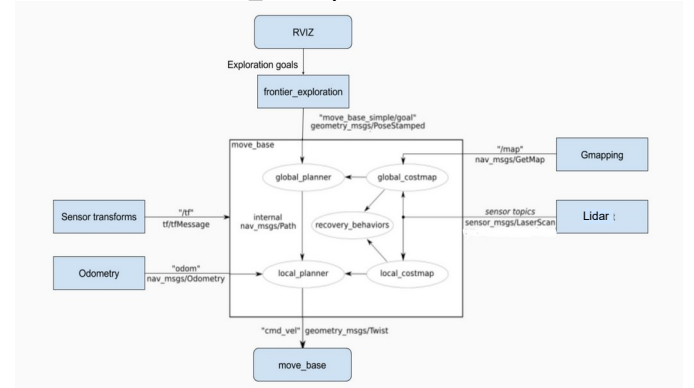 RVIZ
Exploration goals
frontier_exploration
"move_base_simple/goal"
geometry_msgs/PoseStamped
move_base
"/map"
nav_msgs/GetMap
Gmapping
global_planner
global_costmap
Sensor transforms
"/tf"
tf/tfMessage
internal
nav_msgs/Path
recovery_behaviors
sensor topics
sensor_msgs/LaserScan
Lidar
Odometry
"odom"
nav_msgs/Odometry
local_planner
local_costmap
"cmd_vel"
geometry_msgs/Twist
move_base